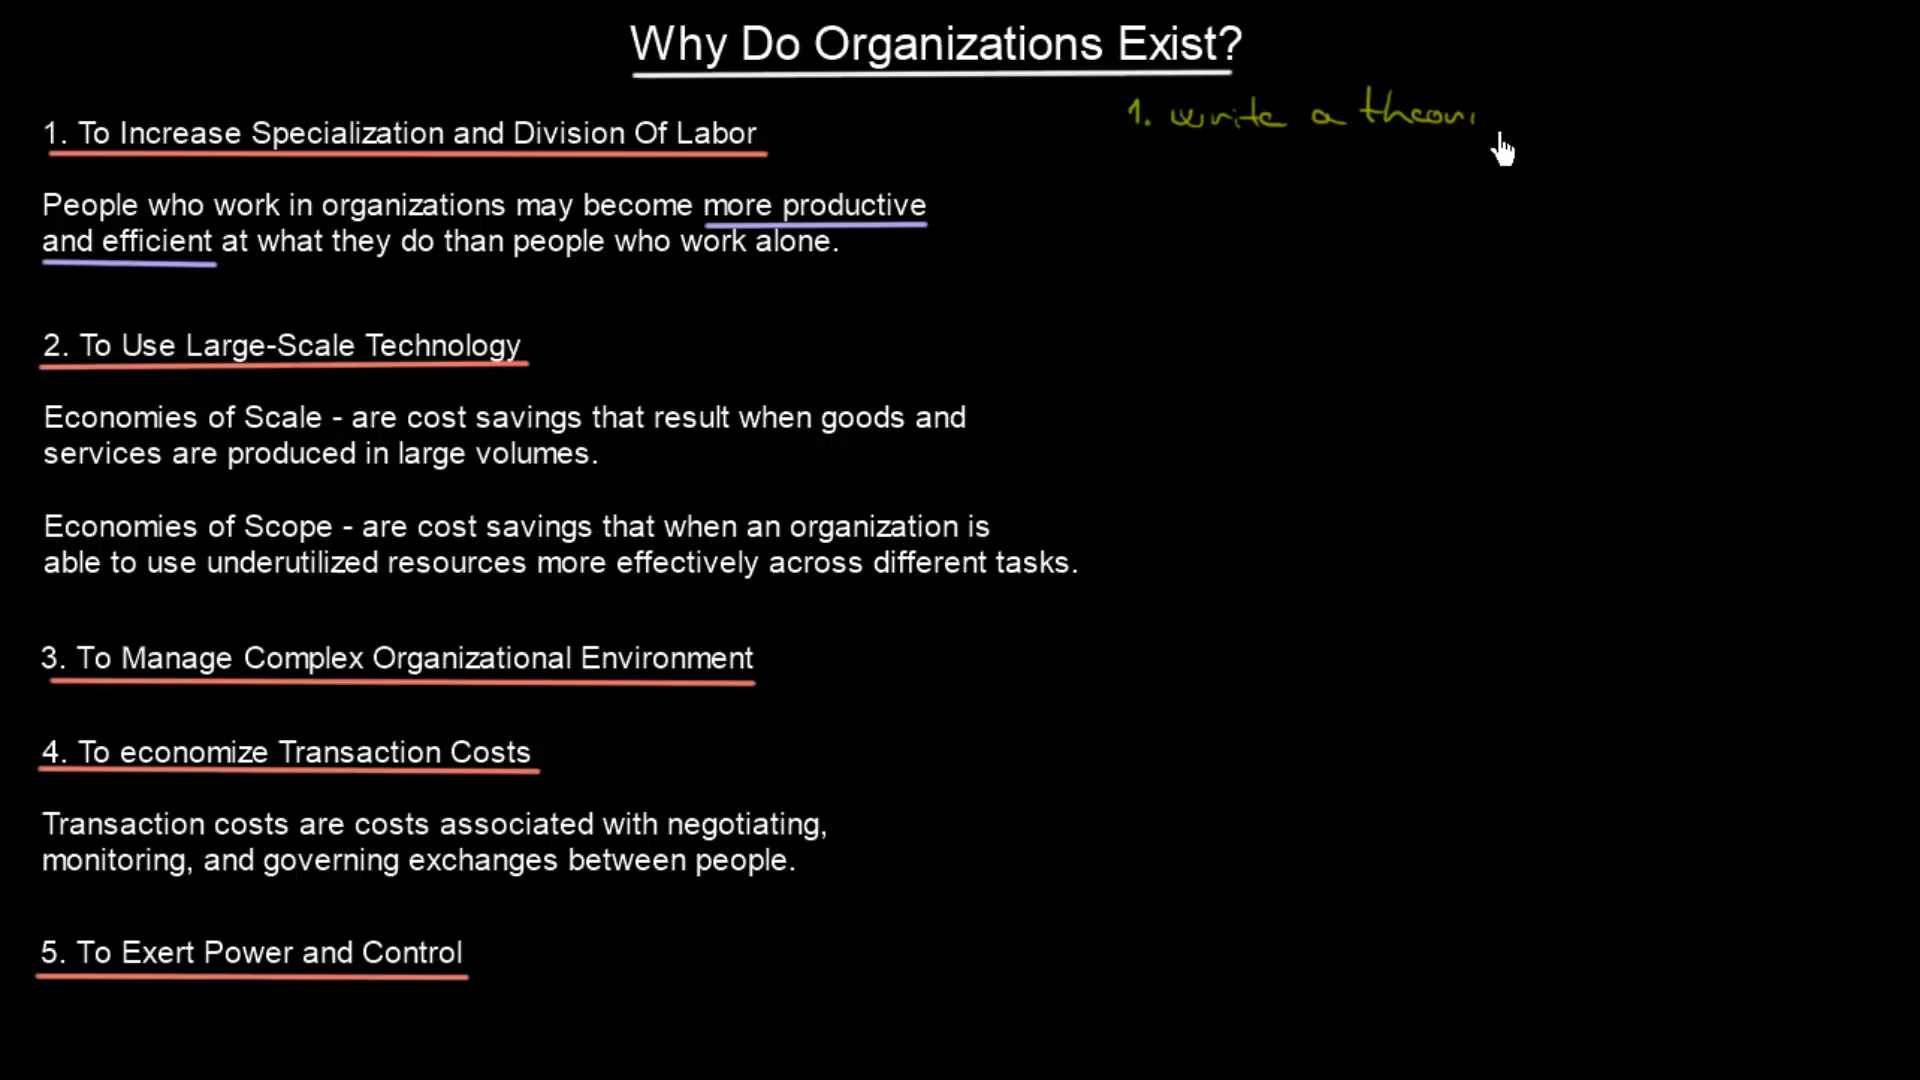 Why Do Organizations Exist?
1. write a
1. To Increase Specialization and Division Of Labor
People who work in organizations may become more productive
and efficient at what they do than people who work alone.
2. To Use Large-Scale Technology
Economies of Scale - are cost savings that result when goods and
services are produced in large volumes.
Economies of Scope - are cost savings that when an organization is
able to use underutilized resources more effectively across different tasks.
3. To Manage Complex Organizational Environment
4. To economize Transaction Costs
Transaction costs are costs associated with negotiating,
monitoring, and governing exchanges between people.
5. To Exert Power and Control